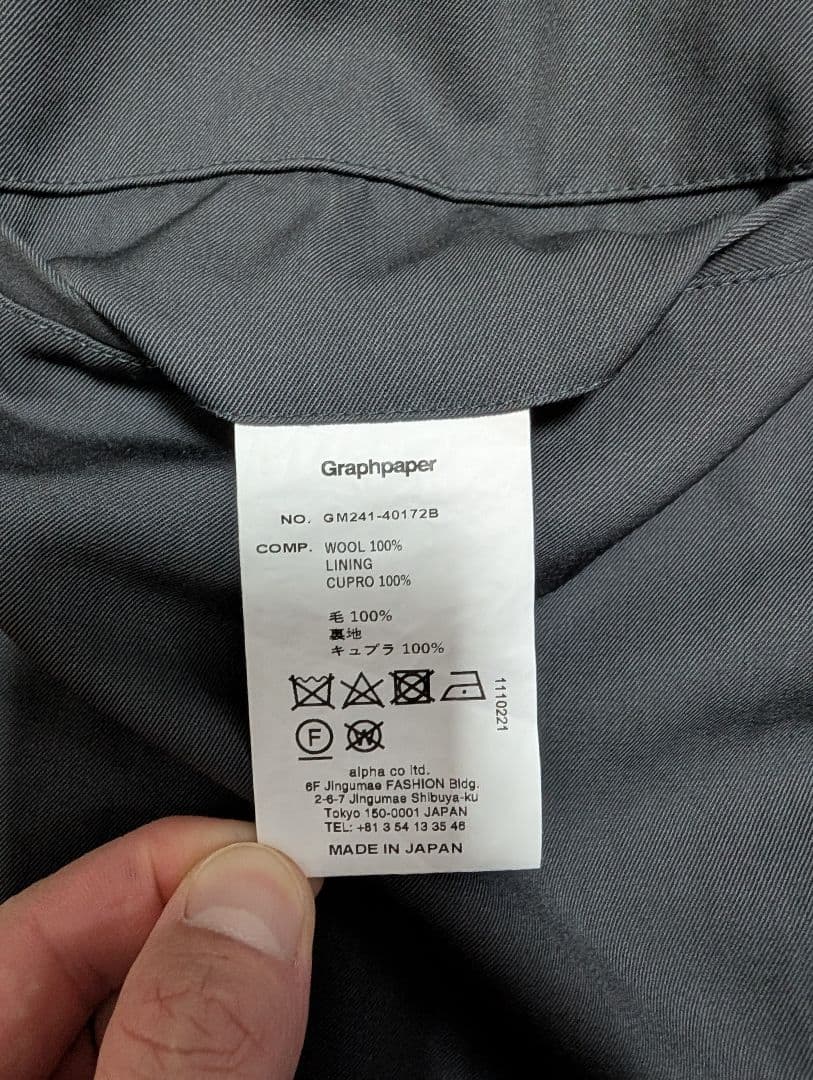 Graphpaper
NO. GM241-40172B
COMP. WOOL 100%
LINING
CUPRO 100%
毛 100%
裏地
キュプラ 100%
1110221
F
W
alpha co ltd.
6F Jingumae FASHION Bldg.
2-6-7 Jingumae Shibuya-ku
Tokyo 150-0001 JAPAN
TEL: +81 3 54 13 35 46
MADE IN JAPAN